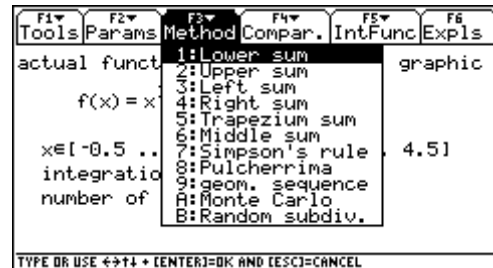 F1▾ F2▾ F3▾ F4▾ F5▾ F6
Tools Params Method Compar. IntFunc Expls
1:Lower sum
2:Upper sum
3:Left sum
4:Right sum
5:Trapezium sum
6:Middle sum
7:Simpson's rule
8:Pulcherrima
9:geom. sequence
A:Monte Carlo
B:Random subdiv.
actual funct graphic
f(x)=x
x∈[-0.5 .. , 4.5]
integratio
number of
TYPE OR USE ←→↑↓ + [ENTER]=OK AND [ESC]=CANCEL